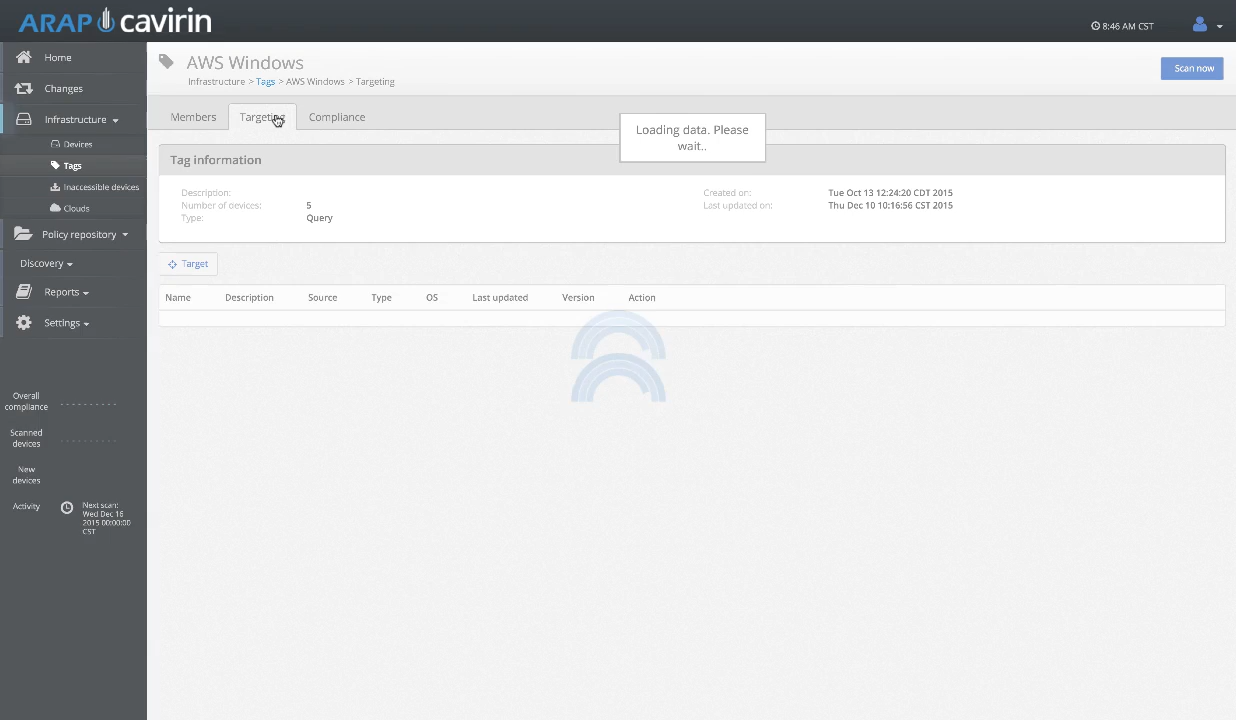 ARAP cavirin
8:46 AM CST
Home
Changes
Infrastructure
Devices
Tags
Inaccessible devices
Clouds
Policy repository
Discovery
Reports
Settings
Overall
compliance
Scanned
devices
New
devices
Activity
Next scan:
Wed Dec 16
2015 00:00:00
CST
AWS Windows
Infrastructure > Tags > AWS Windows > Targeting
Scan now
Members Targeting Compliance
Loading data. Please
wait..
Tag information
Description:
Number of devices: 5
Type: Query
Created on: Tue Oct 13 12:24:20 CDT 2015
Last updated on: Thu Dec 10 10:16:56 CST 2015
Target
Name Description Source Type OS Last updated Version Action